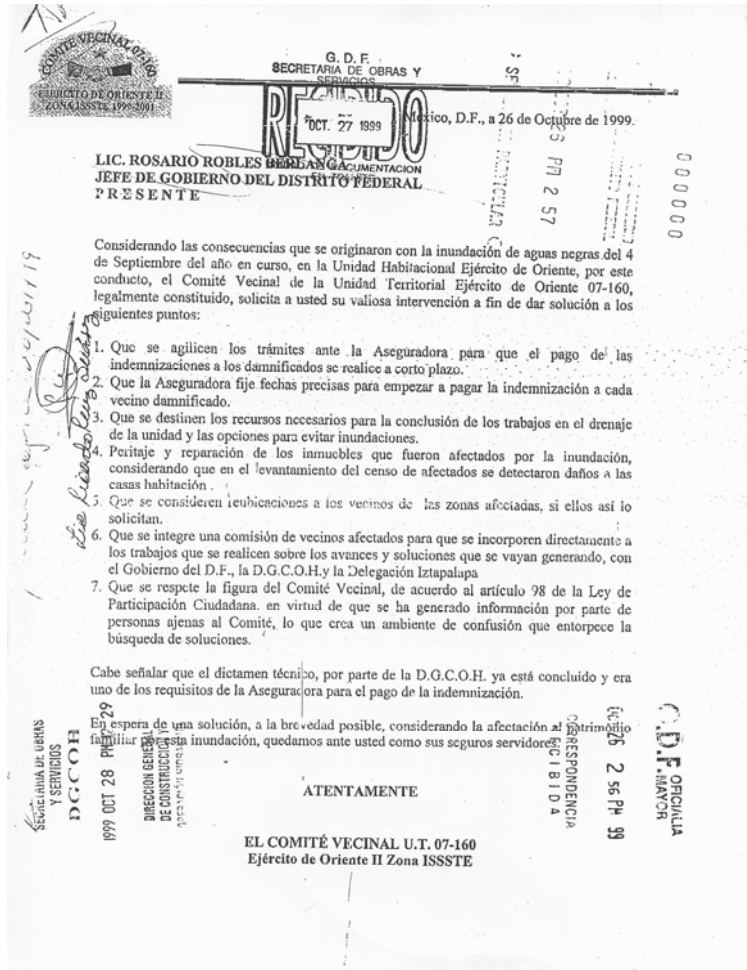 COMITÉ VECINAL 07-160
EJERCITO DE ORIENTE II
ZONA ISSSTE 1999-2001
G. D. F.
SECRETARIA DE OBRAS Y
SERVICIOS
RECIBIDO
OCT. 27 1999
México, D.F., a 26 de Octubre de 1999.
LIC. ROSARIO ROBLES BERLANGA
JEFE DE GOBIERNO DEL DISTRITO FEDERAL
P R E S E N T E
PARTICULAR
26 PM 2 57
000000
Considerando las consecuencias que se originaron con la inundación de aguas negras del 4
de Septiembre del año en curso, en la Unidad Habitacional Ejército de Oriente, por este
conducto, el Comité Vecinal de la Unidad Territorial Ejército de Oriente 07-160,
legalmente constituido, solicita a usted su valiosa intervención a fin de dar solución a los
siguientes puntos:
1. Que se agilicen los trámites ante la Aseguradora para que el pago de las
indemnizaciones a los damnificados se realice a corto plazo.
2. Que la Aseguradora fije fechas precisas para empezar a pagar la indemnización a cada
vecino damnificado.
3. Que se destinen los recursos necesarios para la conclusión de los trabajos en el drenaje
de la unidad y las opciones para evitar inundaciones.
4. Peritaje y reparación de los inmuebles que fueron afectados por la inundación,
considerando que en el levantamiento del censo de afectados se detectaron daños a las
casas habitación .
5. Que se consideren reubicaciones a los vecinos de las zonas afectadas, si ellos así lo
solicitan.
6. Que se integre una comisión de vecinos afectados para que se incorporen directamente a
los trabajos que se realicen sobre los avances y soluciones que se vayan generando, con
el Gobierno del D.F., la D.G.C.O.H.y la Delegación Iztapalapa
7. Que se respete la figura del Comité Vecinal, de acuerdo al artículo 98 de la Ley de
Participación Ciudadana. en virtud de que se ha generado información por parte de
personas ajenas al Comité, lo que crea un ambiente de confusión que entorpece la
búsqueda de soluciones.
Cabe señalar que el dictamen técnico, por parte de la D.G.C.O.H. ya está concluido y era
uno de los requisitos de la Aseguradora para el pago de la indemnización.
En espera de una solución, a la brevedad posible, considerando la afectación al patrimonio
familiar por esta inundación, quedamos ante usted como sus seguros servidores.
SECRETARIA DE OBRAS
Y SERVICIOS
DGCOH
1999 OCT 28 PM 29
DIRECCION GENERAL
DE CONSTRUCCION Y
CORRESPONDENCIA
RECIBIDA
26 2 56 PM 99
G.D.F. OFICIALIA
MAYOR
ATENTAMENTE
EL COMITÉ VECINAL U.T. 07-160
Ejército de Oriente II Zona ISSSTE